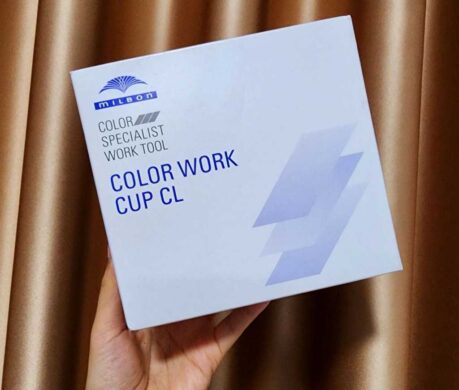 MILBON
COLOR
SPECIALIST
WORK TOOL
COLOR WORK
CUP CL